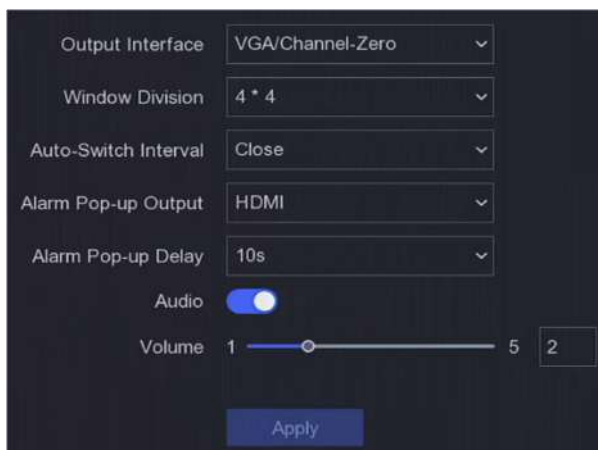 Output Interface VGA/Channel-Zero
Window Division 4 * 4
Auto-Switch Interval Close
Alarm Pop-up Output HDMI
Alarm Pop-up Delay 10s
Audio
Volume 1 5 2
Apply